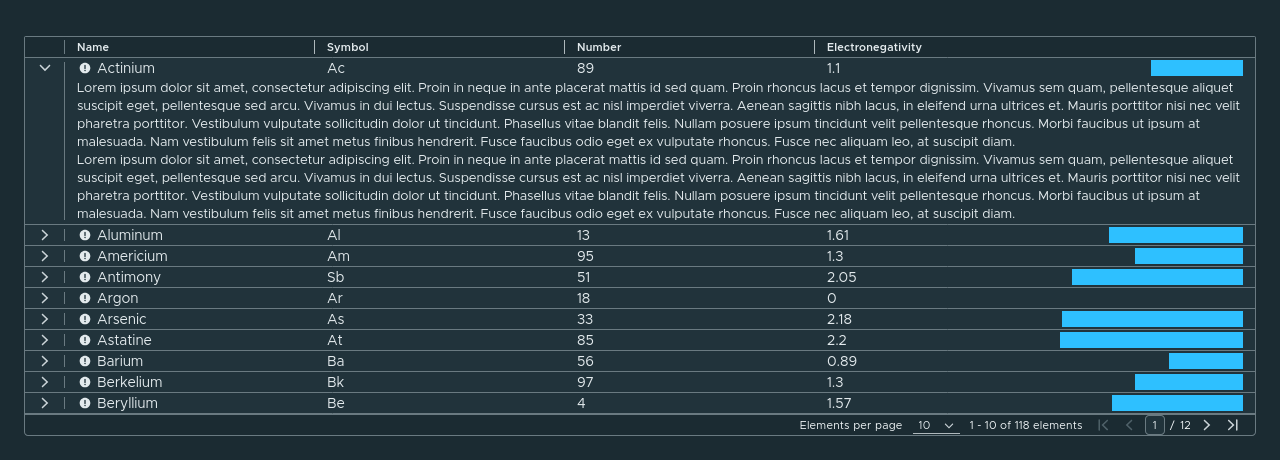 Name Symbol Number Electronegativity
Actinium Ac 89 1.1
Lorem ipsum dolor sit amet, consectetur adipiscing elit. Proin in neque in ante placerat mattis id sed quam. Proin rhoncus lacus et tempor dignissim. Vivamus sem quam, pellentesque aliquet
suscipit eget, pellentesque sed arcu. Vivamus in dui lectus. Suspendisse cursus est ac nisl imperdiet viverra. Aenean sagittis nibh lacus, in eleifend urna ultrices et. Mauris porttitor nisi nec velit
pharetra porttitor. Vestibulum vulputate sollicitudin dolor ut tincidunt. Phasellus vitae blandit felis. Nullam posuere ipsum tincidunt velit pellentesque rhoncus. Morbi faucibus ut ipsum at
malesuada. Nam vestibulum felis sit amet metus finibus hendrerit. Fusce faucibus odio eget ex vulputate rhoncus. Fusce nec aliquam leo, at suscipit diam.
Lorem ipsum dolor sit amet, consectetur adipiscing elit. Proin in neque in ante placerat mattis id sed quam. Proin rhoncus lacus et tempor dignissim. Vivamus sem quam, pellentesque aliquet
suscipit eget, pellentesque sed arcu. Vivamus in dui lectus. Suspendisse cursus est ac nisl imperdiet viverra. Aenean sagittis nibh lacus, in eleifend urna ultrices et. Mauris porttitor nisi nec velit
pharetra porttitor. Vestibulum vulputate sollicitudin dolor ut tincidunt. Phasellus vitae blandit felis. Nullam posuere ipsum tincidunt velit pellentesque rhoncus. Morbi faucibus ut ipsum at
malesuada. Nam vestibulum felis sit amet metus finibus hendrerit. Fusce faucibus odio eget ex vulputate rhoncus. Fusce nec aliquam leo, at suscipit diam.
Aluminum Al 13 1.61
Americium Am 95 1.3
Antimony Sb 51 2.05
Argon Ar 18 0
Arsenic As 33 2.18
Astatine At 85 2.2
Barium Ba 56 0.89
Berkelium Bk 97 1.3
Beryllium Be 4 1.57
Elements per page 10 1 - 10 of 118 elements 1 / 12